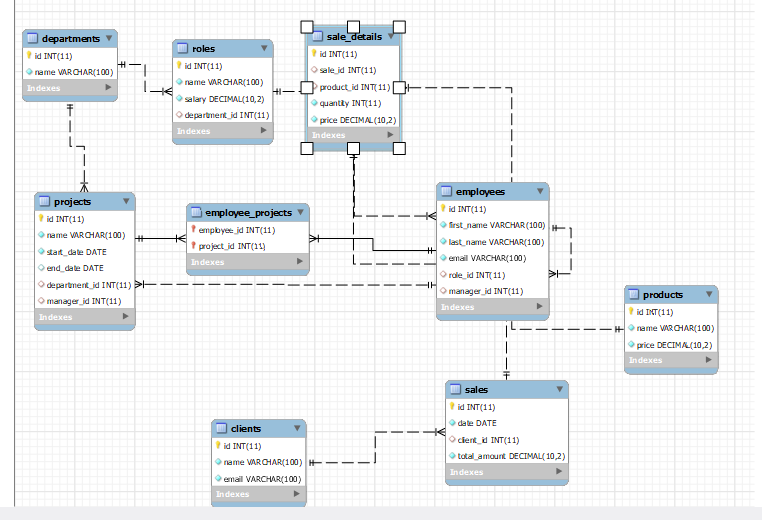 departments
id INT(11)
name VARCHAR(100)
Indexes
roles
id INT(11)
name VARCHAR(100)
salary DECIMAL(10,2)
department_id INT(11)
Indexes
sale_details
id INT(11)
sale_id INT(11)
product_id INT(11)
quantity INT(11)
price DECIMAL(10,2)
Indexes
projects
id INT(11)
name VARCHAR(100)
start_date DATE
end_date DATE
department_id INT(11)
manager_id INT(11)
Indexes
employee_projects
employee_id INT(11)
project_id INT(11)
Indexes
employees
id INT(11)
first_name VARCHAR(100)
last_name VARCHAR(100)
email VARCHAR(100)
role_id INT(11)
manager_id INT(11)
Indexes
products
id INT(11)
name VARCHAR(100)
price DECIMAL(10,2)
Indexes
sales
id INT(11)
date DATE
client_id INT(11)
total_amount DECIMAL(10,2)
Indexes
clients
id INT(11)
name VARCHAR(100)
email VARCHAR(100)
Indexes